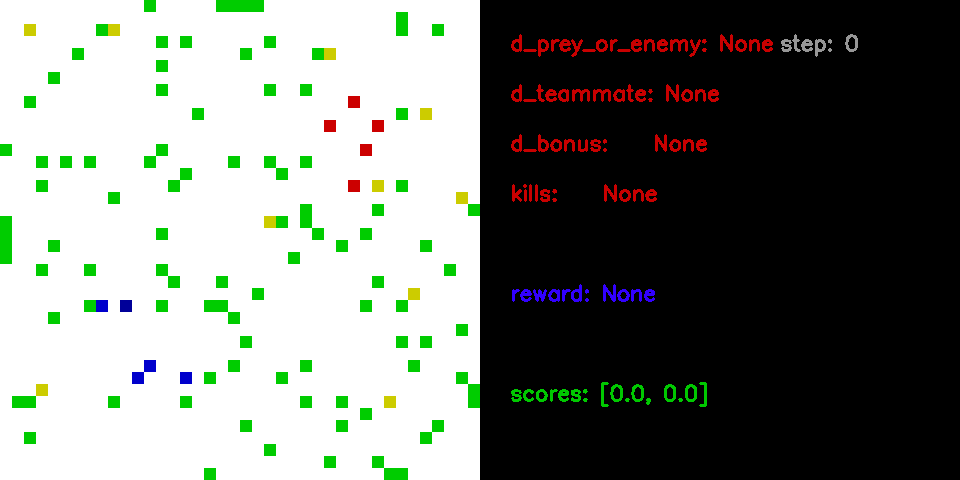 d_prey_or_enemy: None step: 0
d_teammate: None
d_bonus: None
kills: None
reward: None
scores: [0.0, 0.0]